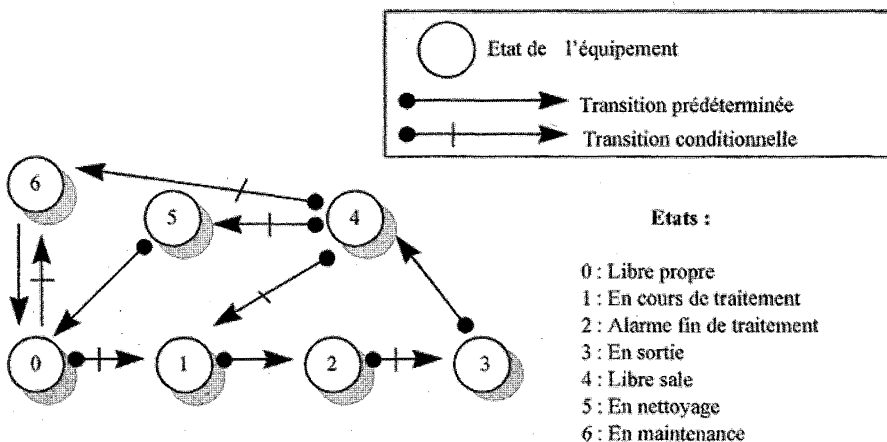 Etat de l'équipement
Transition prédéterminée
Transition conditionnelle
6
5
4
0
1
2
3
Etats :
0 : Libre propre
1 : En cours de traitement
2 : Alarme fin de traitement
3 : En sortie
4 : Libre sale
5 : En nettoyage
6 : En maintenance